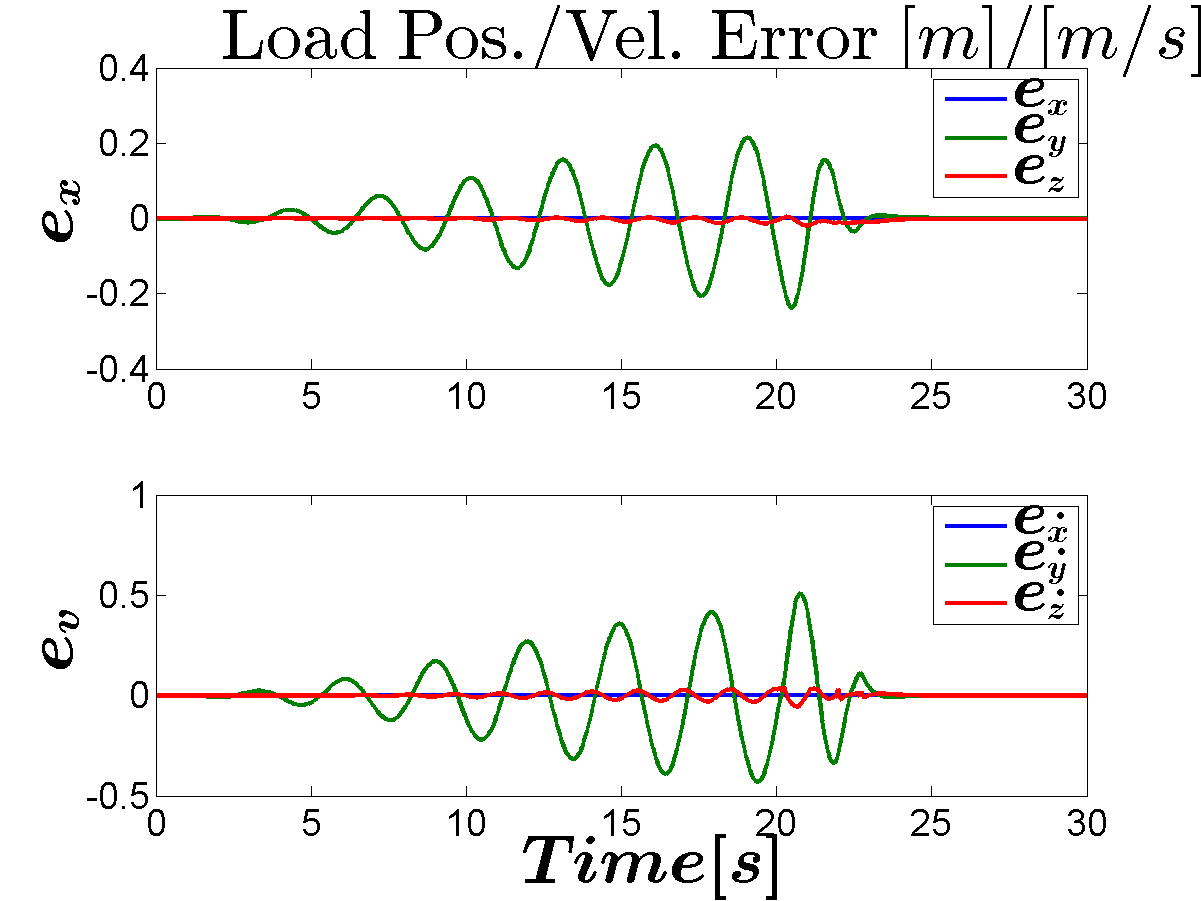 Load Pos./Vel. Error [m]/[m/s]
0.4
0.2
0
-0.2
-0.4
e_x
e_x
e_y
e_z
0 5 10 15 20 25 30
1
0.5
0
-0.5
e_v
e_ẋ
e_ẏ
e_ż
0 5 10 15 20 25 30
Time[s]